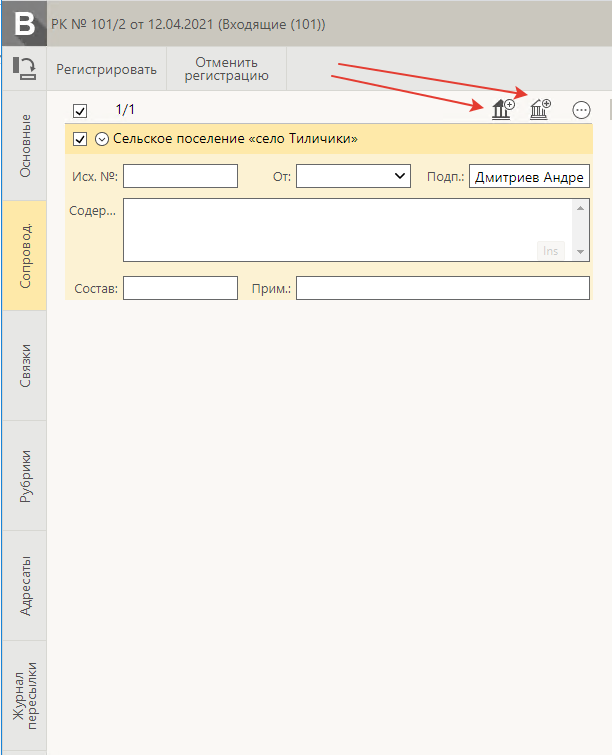 В
РК № 101/2 от 12.04.2021 (Входящие (101))
Регистрировать
Отменить
регистрацию
1/1
Сельское поселение «село Тиличики»
Исх. №:
От:
Подп.:
Дмитриев Андре
Содер...
Ins
Состав:
Прим.:
Основные
Сопровод.
Связки
Рубрики
Адресаты
Журнал
пересылки